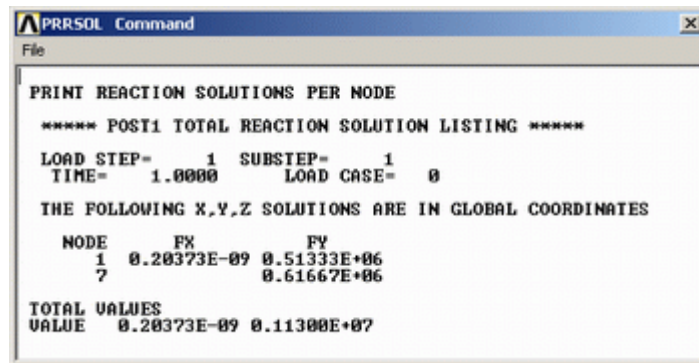 PRRSOL Command
File
PRINT REACTION SOLUTIONS PER NODE
***** POST1 TOTAL REACTION SOLUTION LISTING *****
LOAD STEP= 1 SUBSTEP= 1
TIME= 1.0000 LOAD CASE= 0
THE FOLLOWING X,Y,Z SOLUTIONS ARE IN GLOBAL COORDINATES
NODE FX FY
1 0.20373E-09 0.51333E+06
7 0.61667E+06
TOTAL VALUES
VALUE 0.20373E-09 0.11300E+07